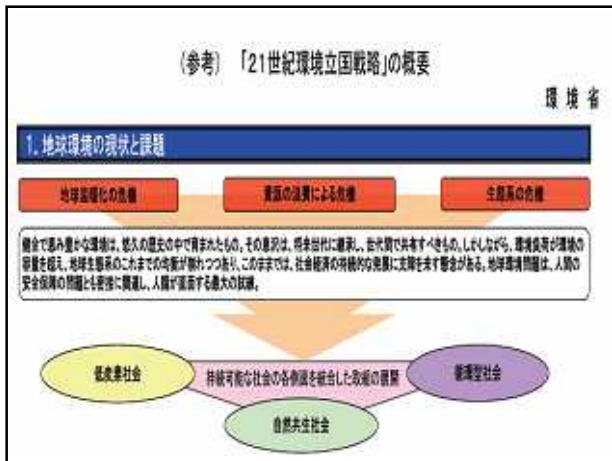 (参考) 「21世紀環境立国戦略」の概要
環 境 省
1. 地球環境の現状と課題
地球温暖化の危機
資源の浪費による危機
生態系の危機
健全で恵み豊かな環境は、悠久の歴史の中で育まれたもの。その恵沢は、将来世代に継承し、世代間で共有すべきもの。しかしながら、環境負荷が環境の
容量を超え、地球生態系のこれまでの均衡が崩れつつあり、このままでは、社会経済の持続的な発展に支障を来す懸念がある。地球環境問題は、人間の
安全保障の問題とも密接に関連し、人類が直面する最大の試練。
低炭素社会
持続可能な社会の各側面を統合した取組の展開
循環型社会
自然共生社会